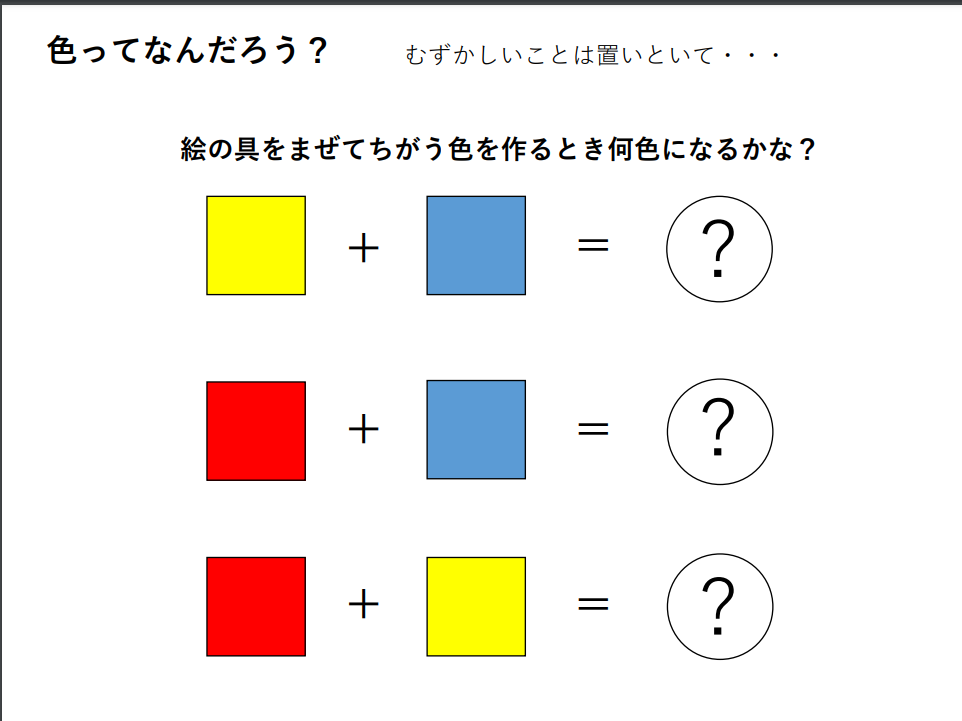 色ってなんだろう？
むずかしいことは置いといて・・・
絵の具をまぜてちがう色を作るとき何色になるかな？
＋ ＝ ？
＋ ＝ ？
＋ ＝ ？